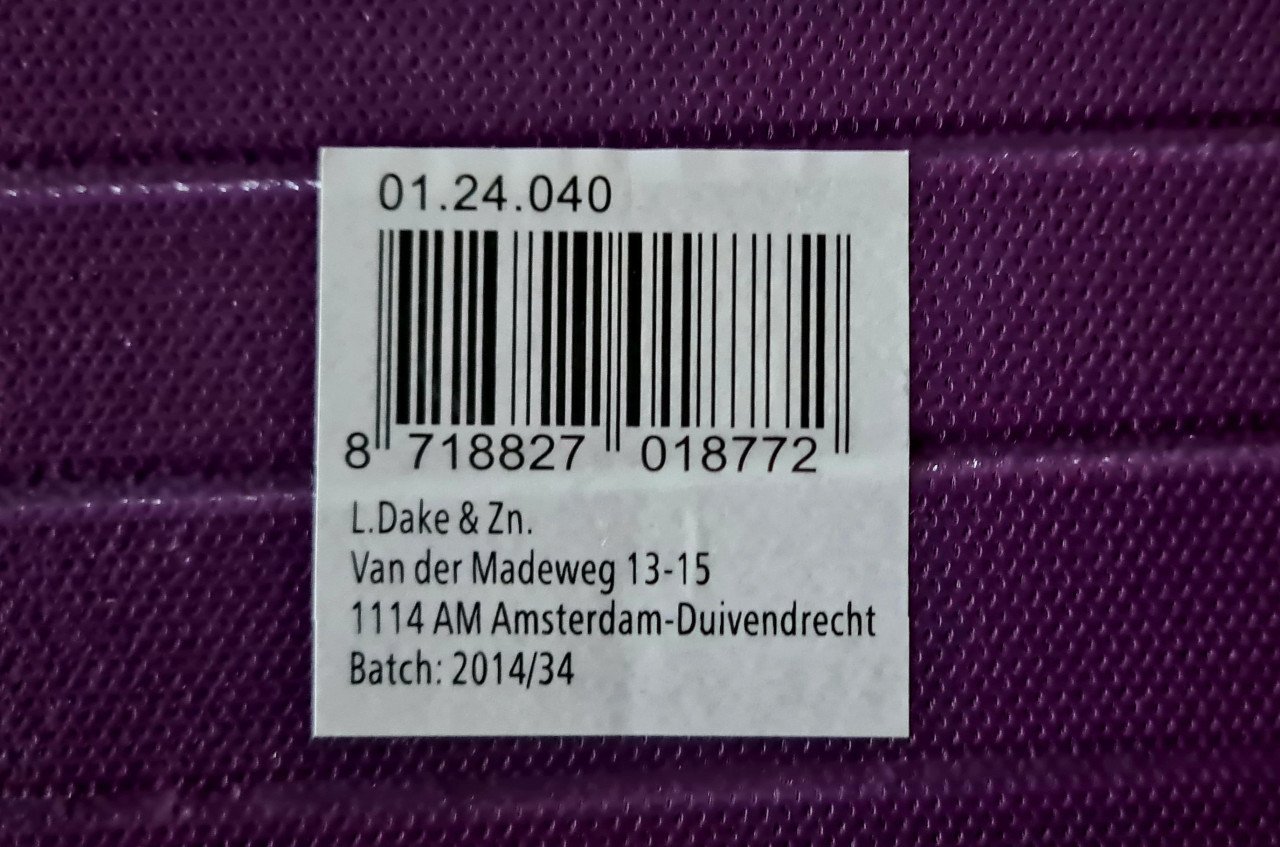 01.24.040
8 718827 018772
L.Dake & Zn.
Van der Madeweg 13-15
1114 AM Amsterdam-Duivendrecht
Batch: 2014/34